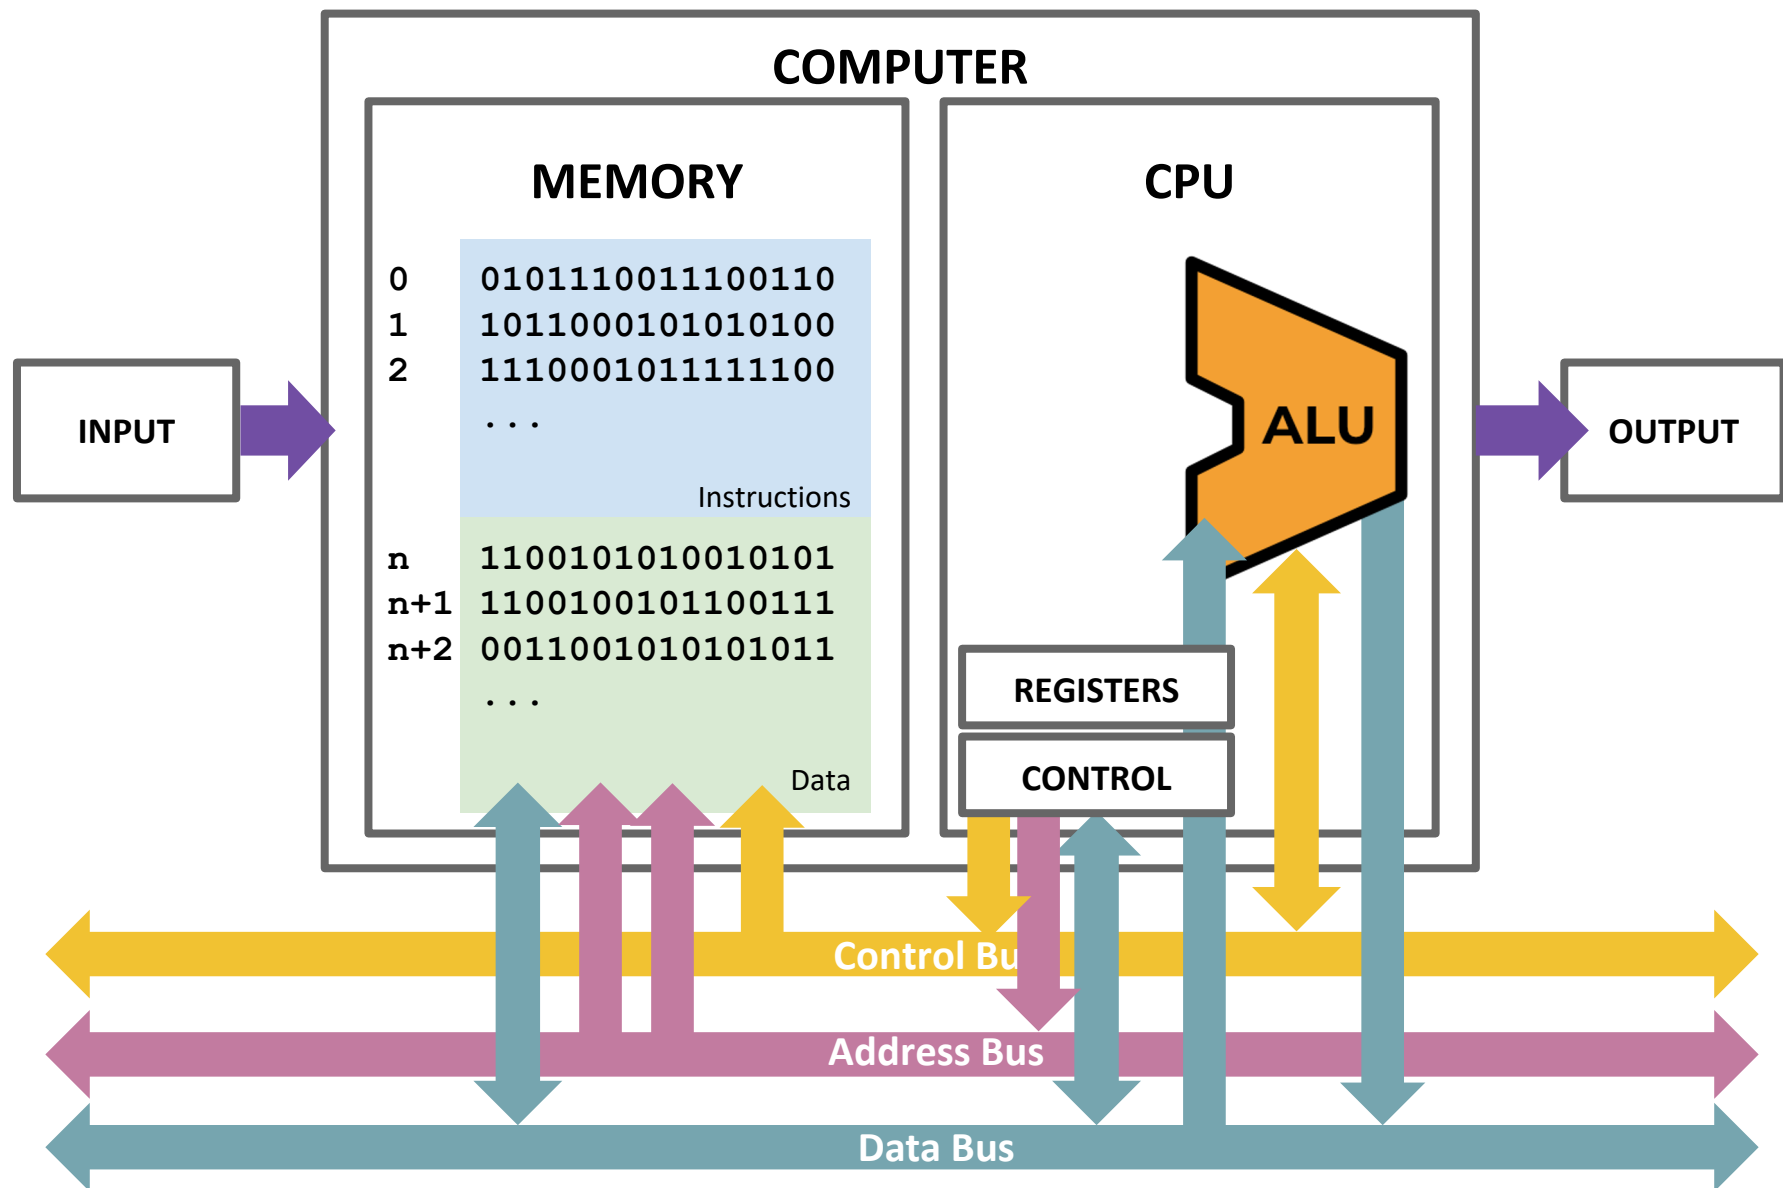 COMPUTER
MEMORY
0 0101110011100110
1 1011000101010100
2 1110001011111100
...
Instructions
n 1100101010010101
n+1 1100100101100111
n+2 0011001010101011
...
Data
CPU
ALU
REGISTERS
CONTROL
INPUT
OUTPUT
Control Bu
Address Bus
Data Bus